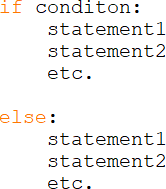 if conditon:
    statement1
    statement2
    etc.

else:
    statement1
    statement2
    etc.